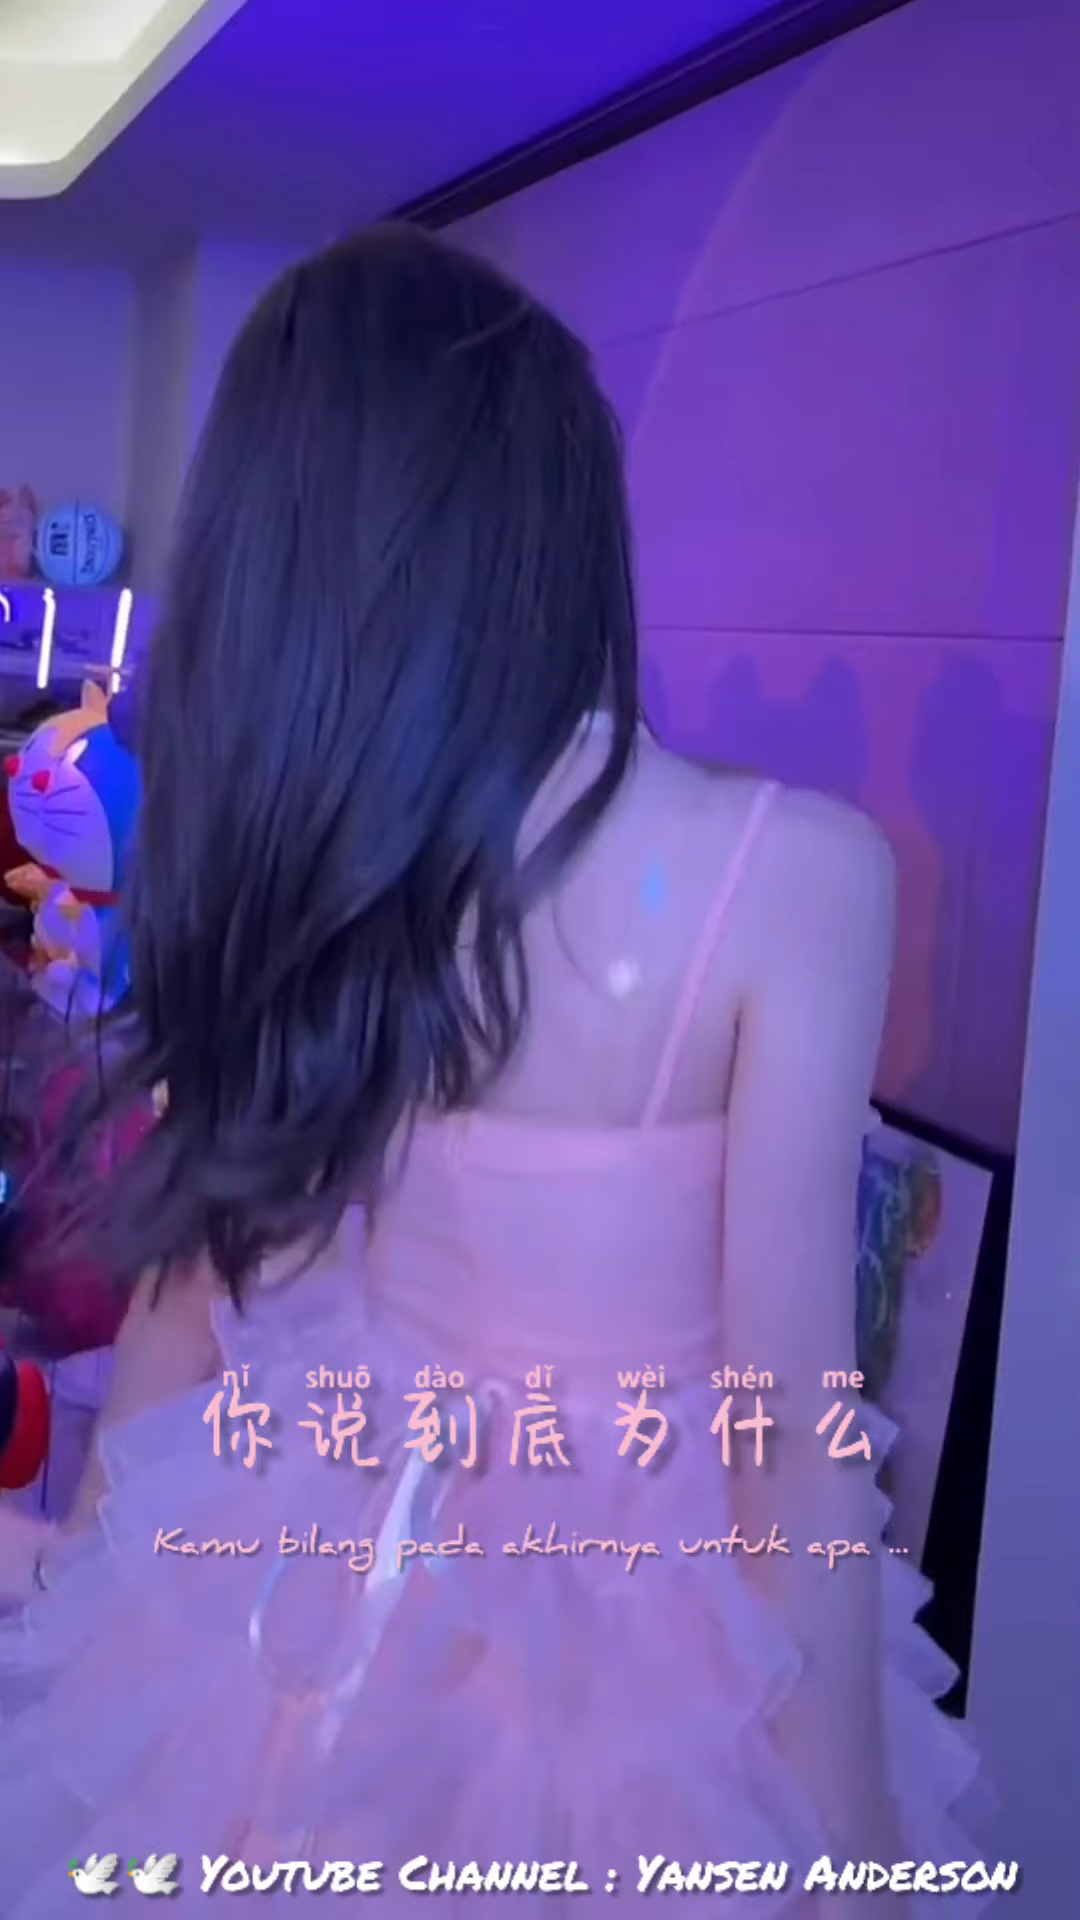 nǐ shuō dào dǐ wèi shén me
你说到底为什么
Kamu bilang pada akhirnya untuk apa ...
🕊️🕊️ YOUTUBE CHANNEL : YANSEN ANDERSON